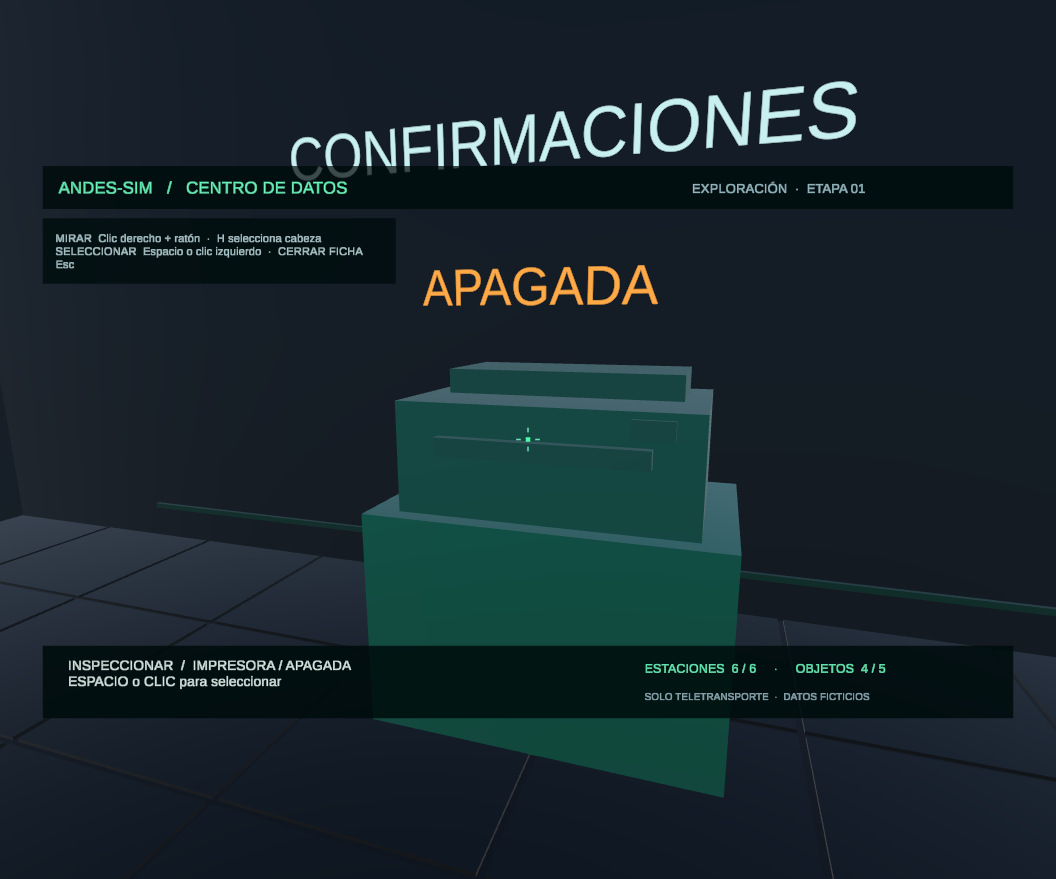 CONFIRMACIONES
ANDES-SIM / CENTRO DE DATOS
EXPLORACIÓN · ETAPA 01
MIRAR Clic derecho + ratón · H selecciona cabeza
SELECCIONAR Espacio o clic izquierdo · CERRAR FICHA
Esc
APAGADA
INSPECCIONAR / IMPRESORA / APAGADA
ESPACIO o CLIC para seleccionar
ESTACIONES 6 / 6 · OBJETOS 4 / 5
SOLO TELETRANSPORTE · DATOS FICTICIOS